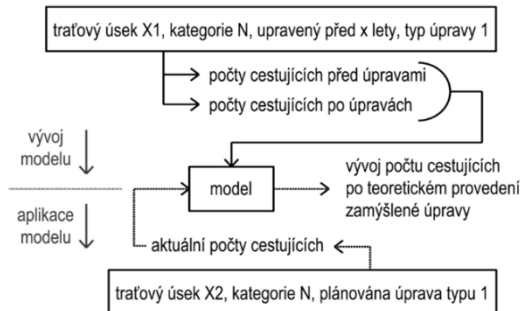 traťový úsek X1, kategorie N, upravený před x lety, typ úpravy 1
počty cestujících před úpravami
počty cestujících po úpravách
vývoj
modelu
model
vývoj počtu cestujících
po teoretickém provedení
zamýšlené úpravy
aplikace
modelu
aktuální počty cestujících
traťový úsek X2, kategorie N, plánována úprava typu 1